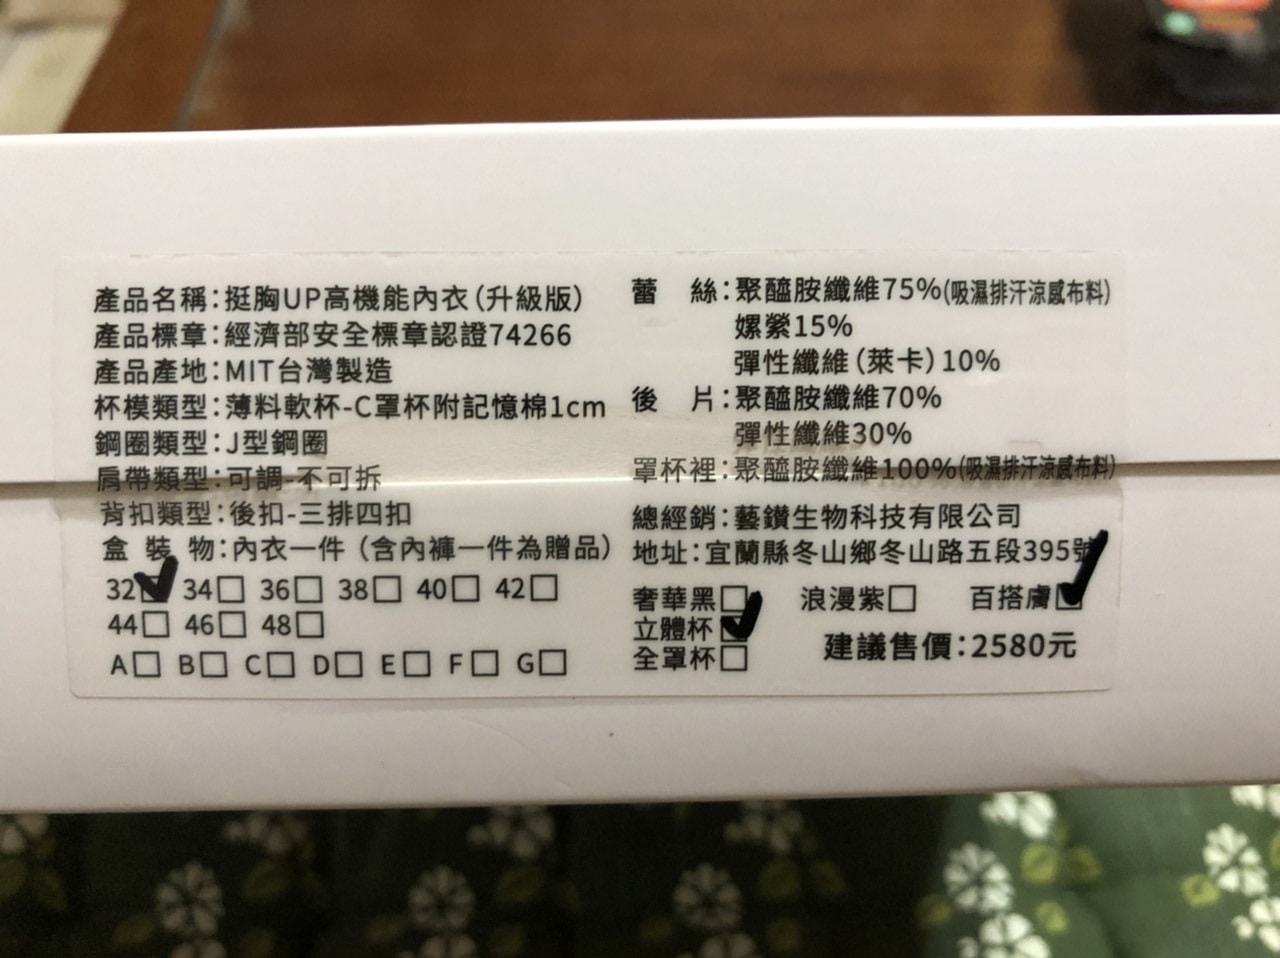 產品名稱:挺胸UP高機能內衣(升級版)
產品標章:經濟部安全標章認證74266
產品產地:MIT台灣製造
杯模類型:薄料軟杯-C罩杯附記憶棉1cm
鋼圈類型:J型鋼圈
肩帶類型:可調-不可拆
背扣類型:後扣-三排四扣
盒裝物:內衣一件(含內褲一件為贈品)
32☑ 34□ 36□ 38□ 40□ 42□
44□ 46□ 48□
A□ B□ C□ D□ E□ F□ G□
蕾絲:聚醯胺纖維75%(吸濕排汗涼感布料)
嫘縈15%
彈性纖維(萊卡)10%
後片:聚醯胺纖維70%
彈性纖維30%
罩杯裡:聚醯胺纖維100%(吸濕排汗涼感布料)
總經銷:藝鑽生物科技有限公司
地址:宜蘭縣冬山鄉冬山路五段395號
奢華黑□ 浪漫紫□ 百搭膚☑
立體杯☑
全罩杯□ 建議售價:2580元